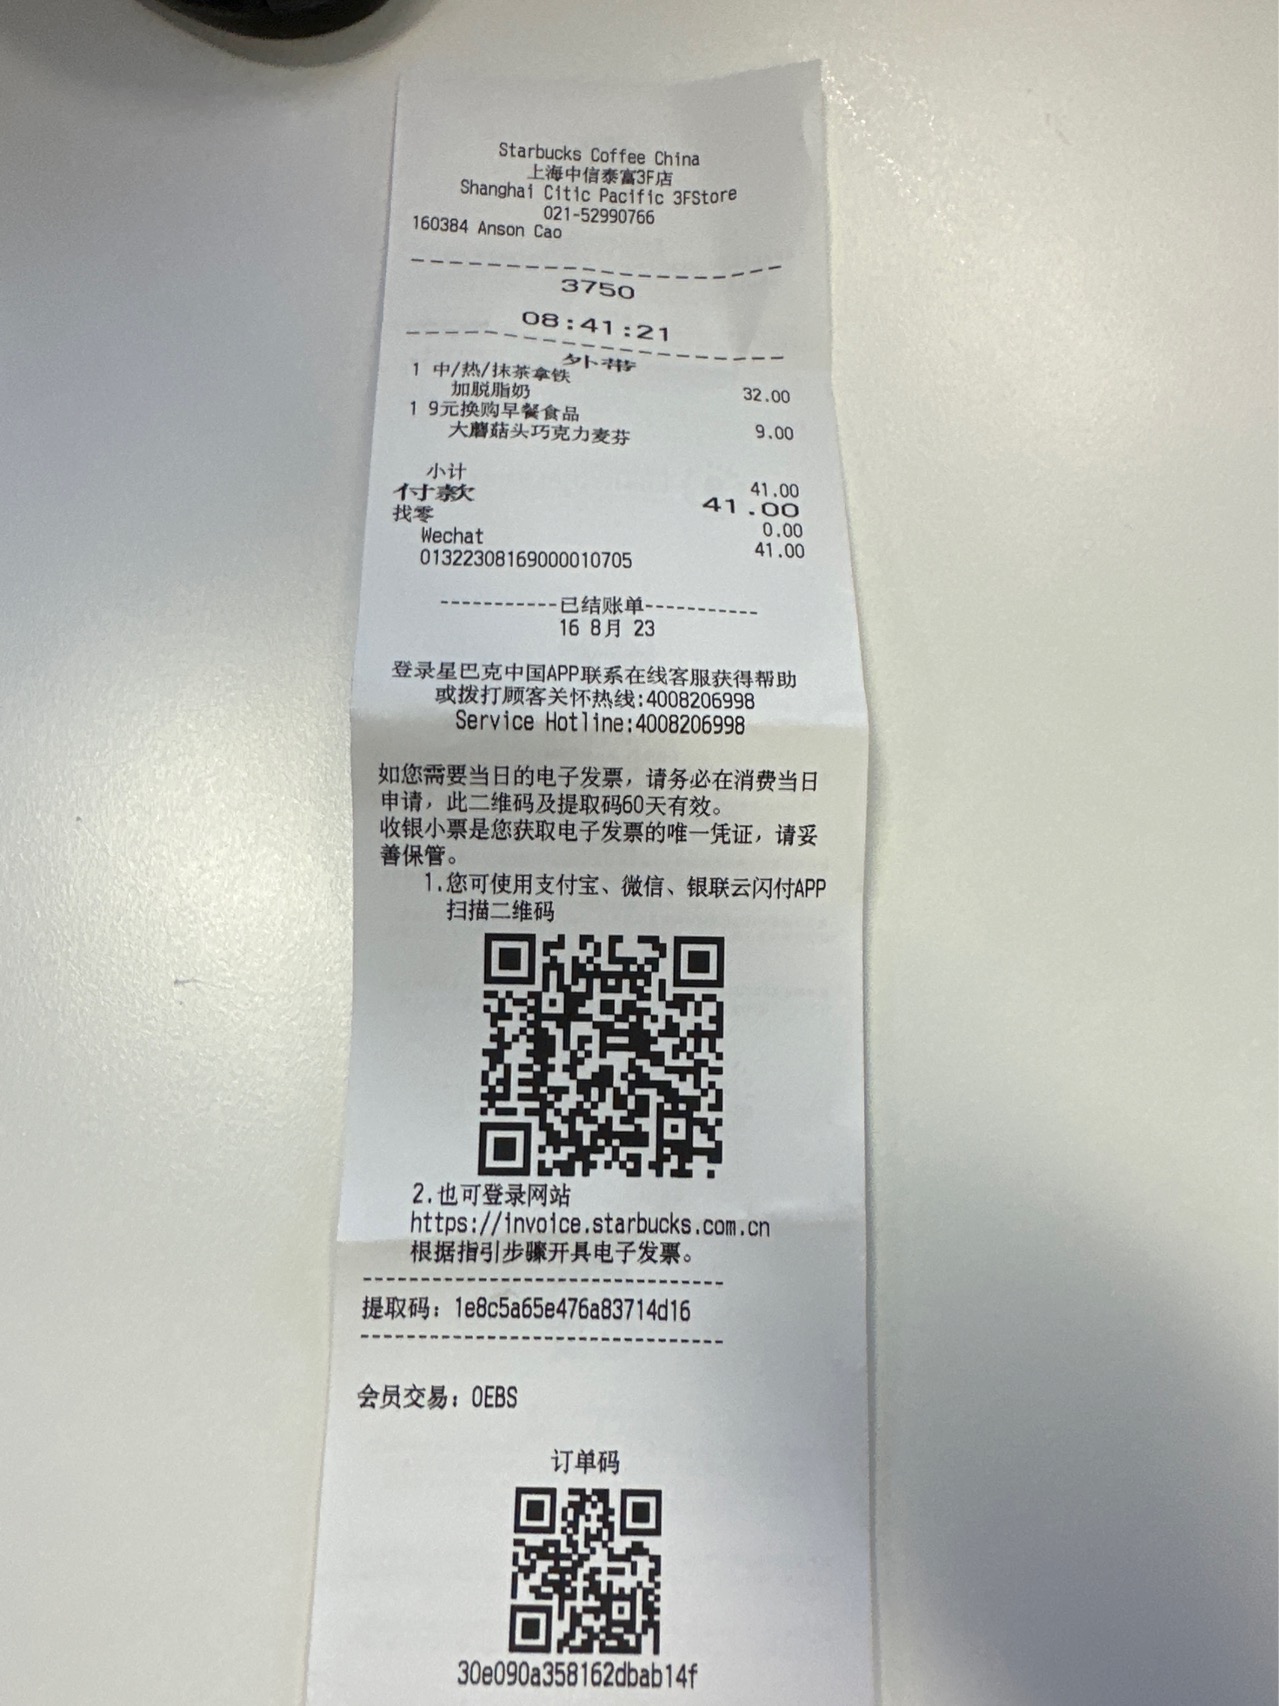 Starbucks Coffee China
上海中信泰富3F店
Shanghai Citic Pacific 3FStore
021-52990766
160384 Anson Cao
3750
08:41:21
外带
1 中/热/抹茶拿铁
加脱脂奶 32.00
1 9元换购早餐食品
大蘑菇头巧克力麦芬 9.00
小计 41.00
付款 41.00
找零 0.00
Wechat 41.00
01322308169000010705
-----------已结账单-----------
16 8月 23
登录星巴克中国APP联系在线客服获得帮助
或拨打顾客关怀热线:4008206998
Service Hotline:4008206998
如您需要当日的电子发票，请务必在消费当日
申请，此二维码及提取码60天有效。
收银小票是您获取电子发票的唯一凭证，请妥
善保管。
1.您可使用支付宝、微信、银联云闪付APP
扫描二维码
2.也可登录网站
https://invoice.starbucks.com.cn
根据指引步骤开具电子发票。
提取码：1e8c5a65e476a83714d16
会员交易：OEBS
订单码
30e090a358162dbab14f